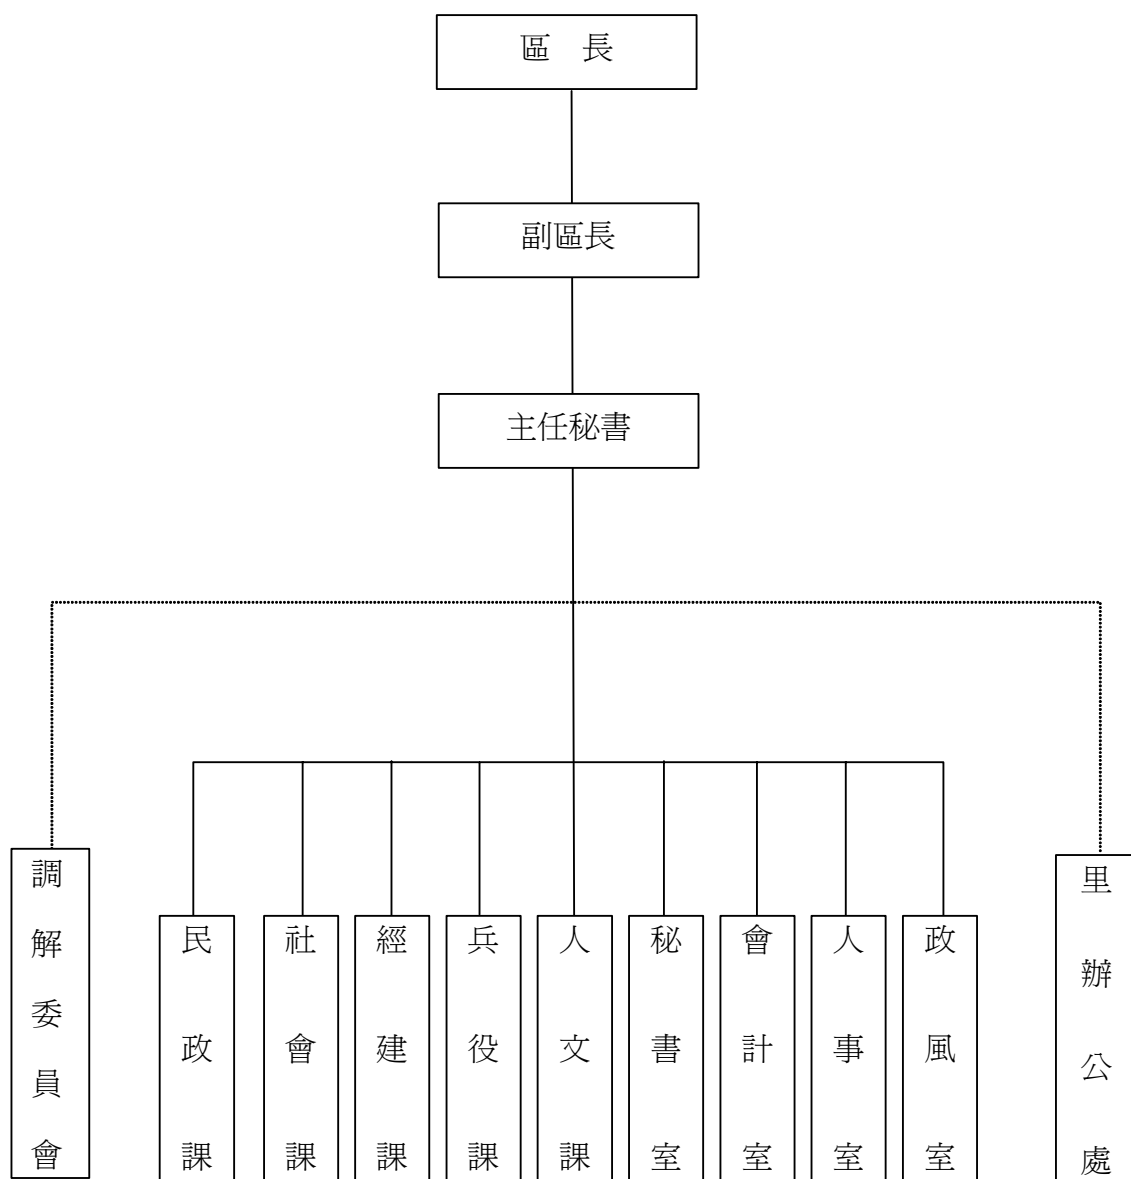 區　長
副區長
主任秘書
調解委員會
民政課
社會課
經建課
兵役課
人文課
秘書室
會計室
人事室
政風室
里辦公處